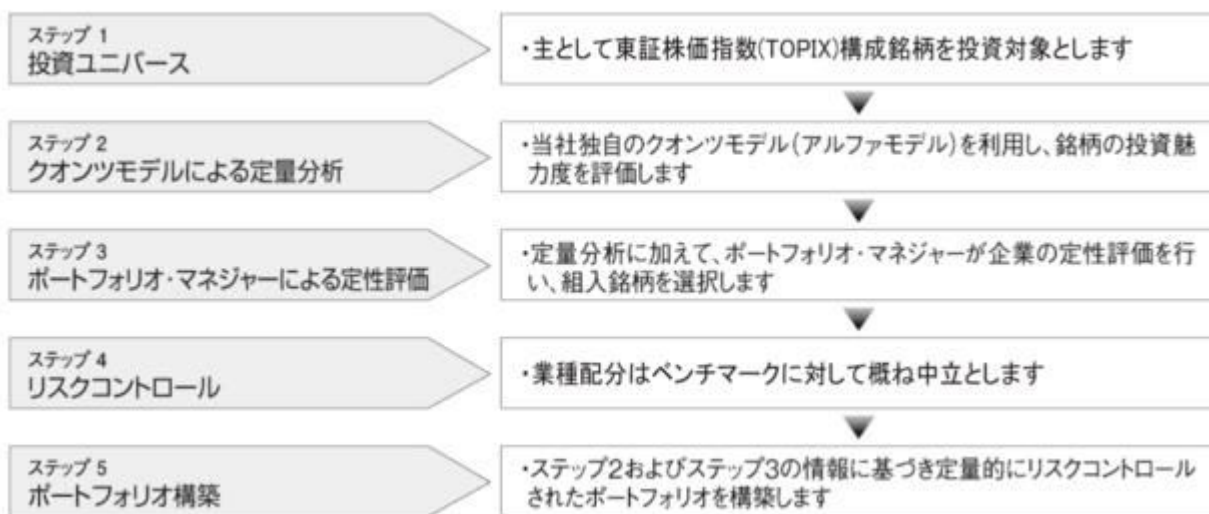 ステップ 1
投資ユニバース
・主として東証株価指数(TOPIX)構成銘柄を投資対象とします
ステップ 2
クオンツモデルによる定量分析
・当社独自のクオンツモデル(アルファモデル)を利用し、銘柄の投資魅
力度を評価します
ステップ 3
ポートフォリオ・マネジャーによる定性評価
・定量分析に加えて、ポートフォリオ・マネジャーが企業の定性評価を行
い、組入銘柄を選択します
ステップ 4
リスクコントロール
・業種配分はベンチマークに対して概ね中立とします
ステップ 5
ポートフォリオ構築
・ステップ2およびステップ3の情報に基づき定量的にリスクコントロール
されたポートフォリオを構築します